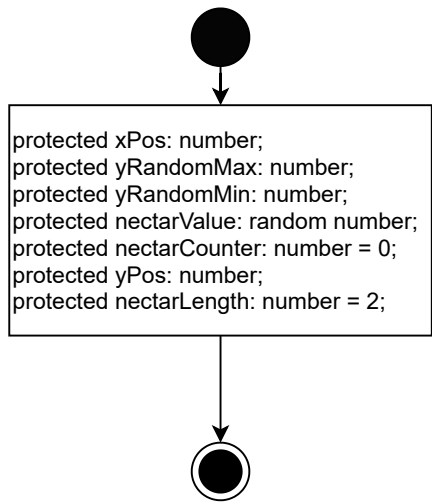 protected xPos: number;
protected yRandomMax: number;
protected yRandomMin: number;
protected nectarValue: random number;
protected nectarCounter: number = 0;
protected yPos: number;
protected nectarLength: number = 2;